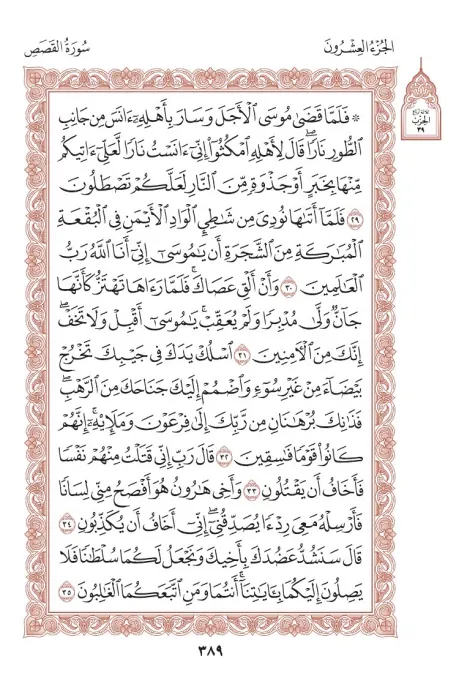 سُورَةُ القَصَصِ
الجُزْءُ العِشْرُونَ
۞ فَلَمَّا قَضَىٰ مُوسَى ٱلْأَجَلَ وَسَارَ بِأَهْلِهِۦٓ ءَانَسَ مِن جَانِبِ
ٱلطُّورِ نَارًاۖ قَالَ لِأَهْلِهِ ٱمْكُثُوٓا۟ إِنِّىٓ ءَانَسْتُ نَارًا لَّعَلِّىٓ ءَاتِيكُم
مِّنْهَا بِخَبَرٍ أَوْ جَذْوَةٍ مِّنَ ٱلنَّارِ لَعَلَّكُمْ تَصْطَلُونَ
٢٩ فَلَمَّآ أَتَىٰهَا نُودِىَ مِن شَٰطِئِ ٱلْوَادِ ٱلْأَيْمَنِ فِى ٱلْبُقْعَةِ
ٱلْمُبَٰرَكَةِ مِنَ ٱلشَّجَرَةِ أَن يَٰمُوسَىٰٓ إِنِّىٓ أَنَا ٱللَّهُ رَبُّ
ٱلْعَٰلَمِينَ ٣٠ وَأَنْ أَلْقِ عَصَاكَۖ فَلَمَّا رَءَاهَا تَهْتَزُّ كَأَنَّهَا
جَآنٌّ وَلَّىٰ مُدْبِرًا وَلَمْ يُعَقِّبْۚ يَٰمُوسَىٰٓ أَقْبِلْ وَلَا تَخَفْۖ
إِنَّكَ مِنَ ٱلْءَامِنِينَ ٣١ ٱسْلُكْ يَدَكَ فِى جَيْبِكَ تَخْرُجْ
بَيْضَآءَ مِنْ غَيْرِ سُوٓءٍ وَٱضْمُمْ إِلَيْكَ جَنَاحَكَ مِنَ ٱلرَّهْبِۖ
فَذَٰنِكَ بُرْهَٰنَانِ مِن رَّبِّكَ إِلَىٰ فِرْعَوْنَ وَمَلَإِي۟هِۦٓۚ إِنَّهُمْ
كَانُوا۟ قَوْمًا فَٰسِقِينَ ٣٢ قَالَ رَبِّ إِنِّى قَتَلْتُ مِنْهُمْ نَفْسًا
فَأَخَافُ أَن يَقْتُلُونِ ٣٣ وَأَخِى هَٰرُونُ هُوَ أَفْصَحُ مِنِّى لِسَانًا
فَأَرْسِلْهُ مَعِىَ رِدْءًا يُصَدِّقُنِىٓۖ إِنِّىٓ أَخَافُ أَن يُكَذِّبُونِ ٣٤
قَالَ سَنَشُدُّ عَضُدَكَ بِأَخِيكَ وَنَجْعَلُ لَكُمَا سُلْطَٰنًا فَلَا
يَصِلُونَ إِلَيْكُمَا بِـَٔايَٰتِنَآۚ أَنتُمَا وَمَنِ ٱتَّبَعَكُمَا ٱلْغَٰلِبُونَ ٣٥
الحِزْب
٣٩
٣٨٩